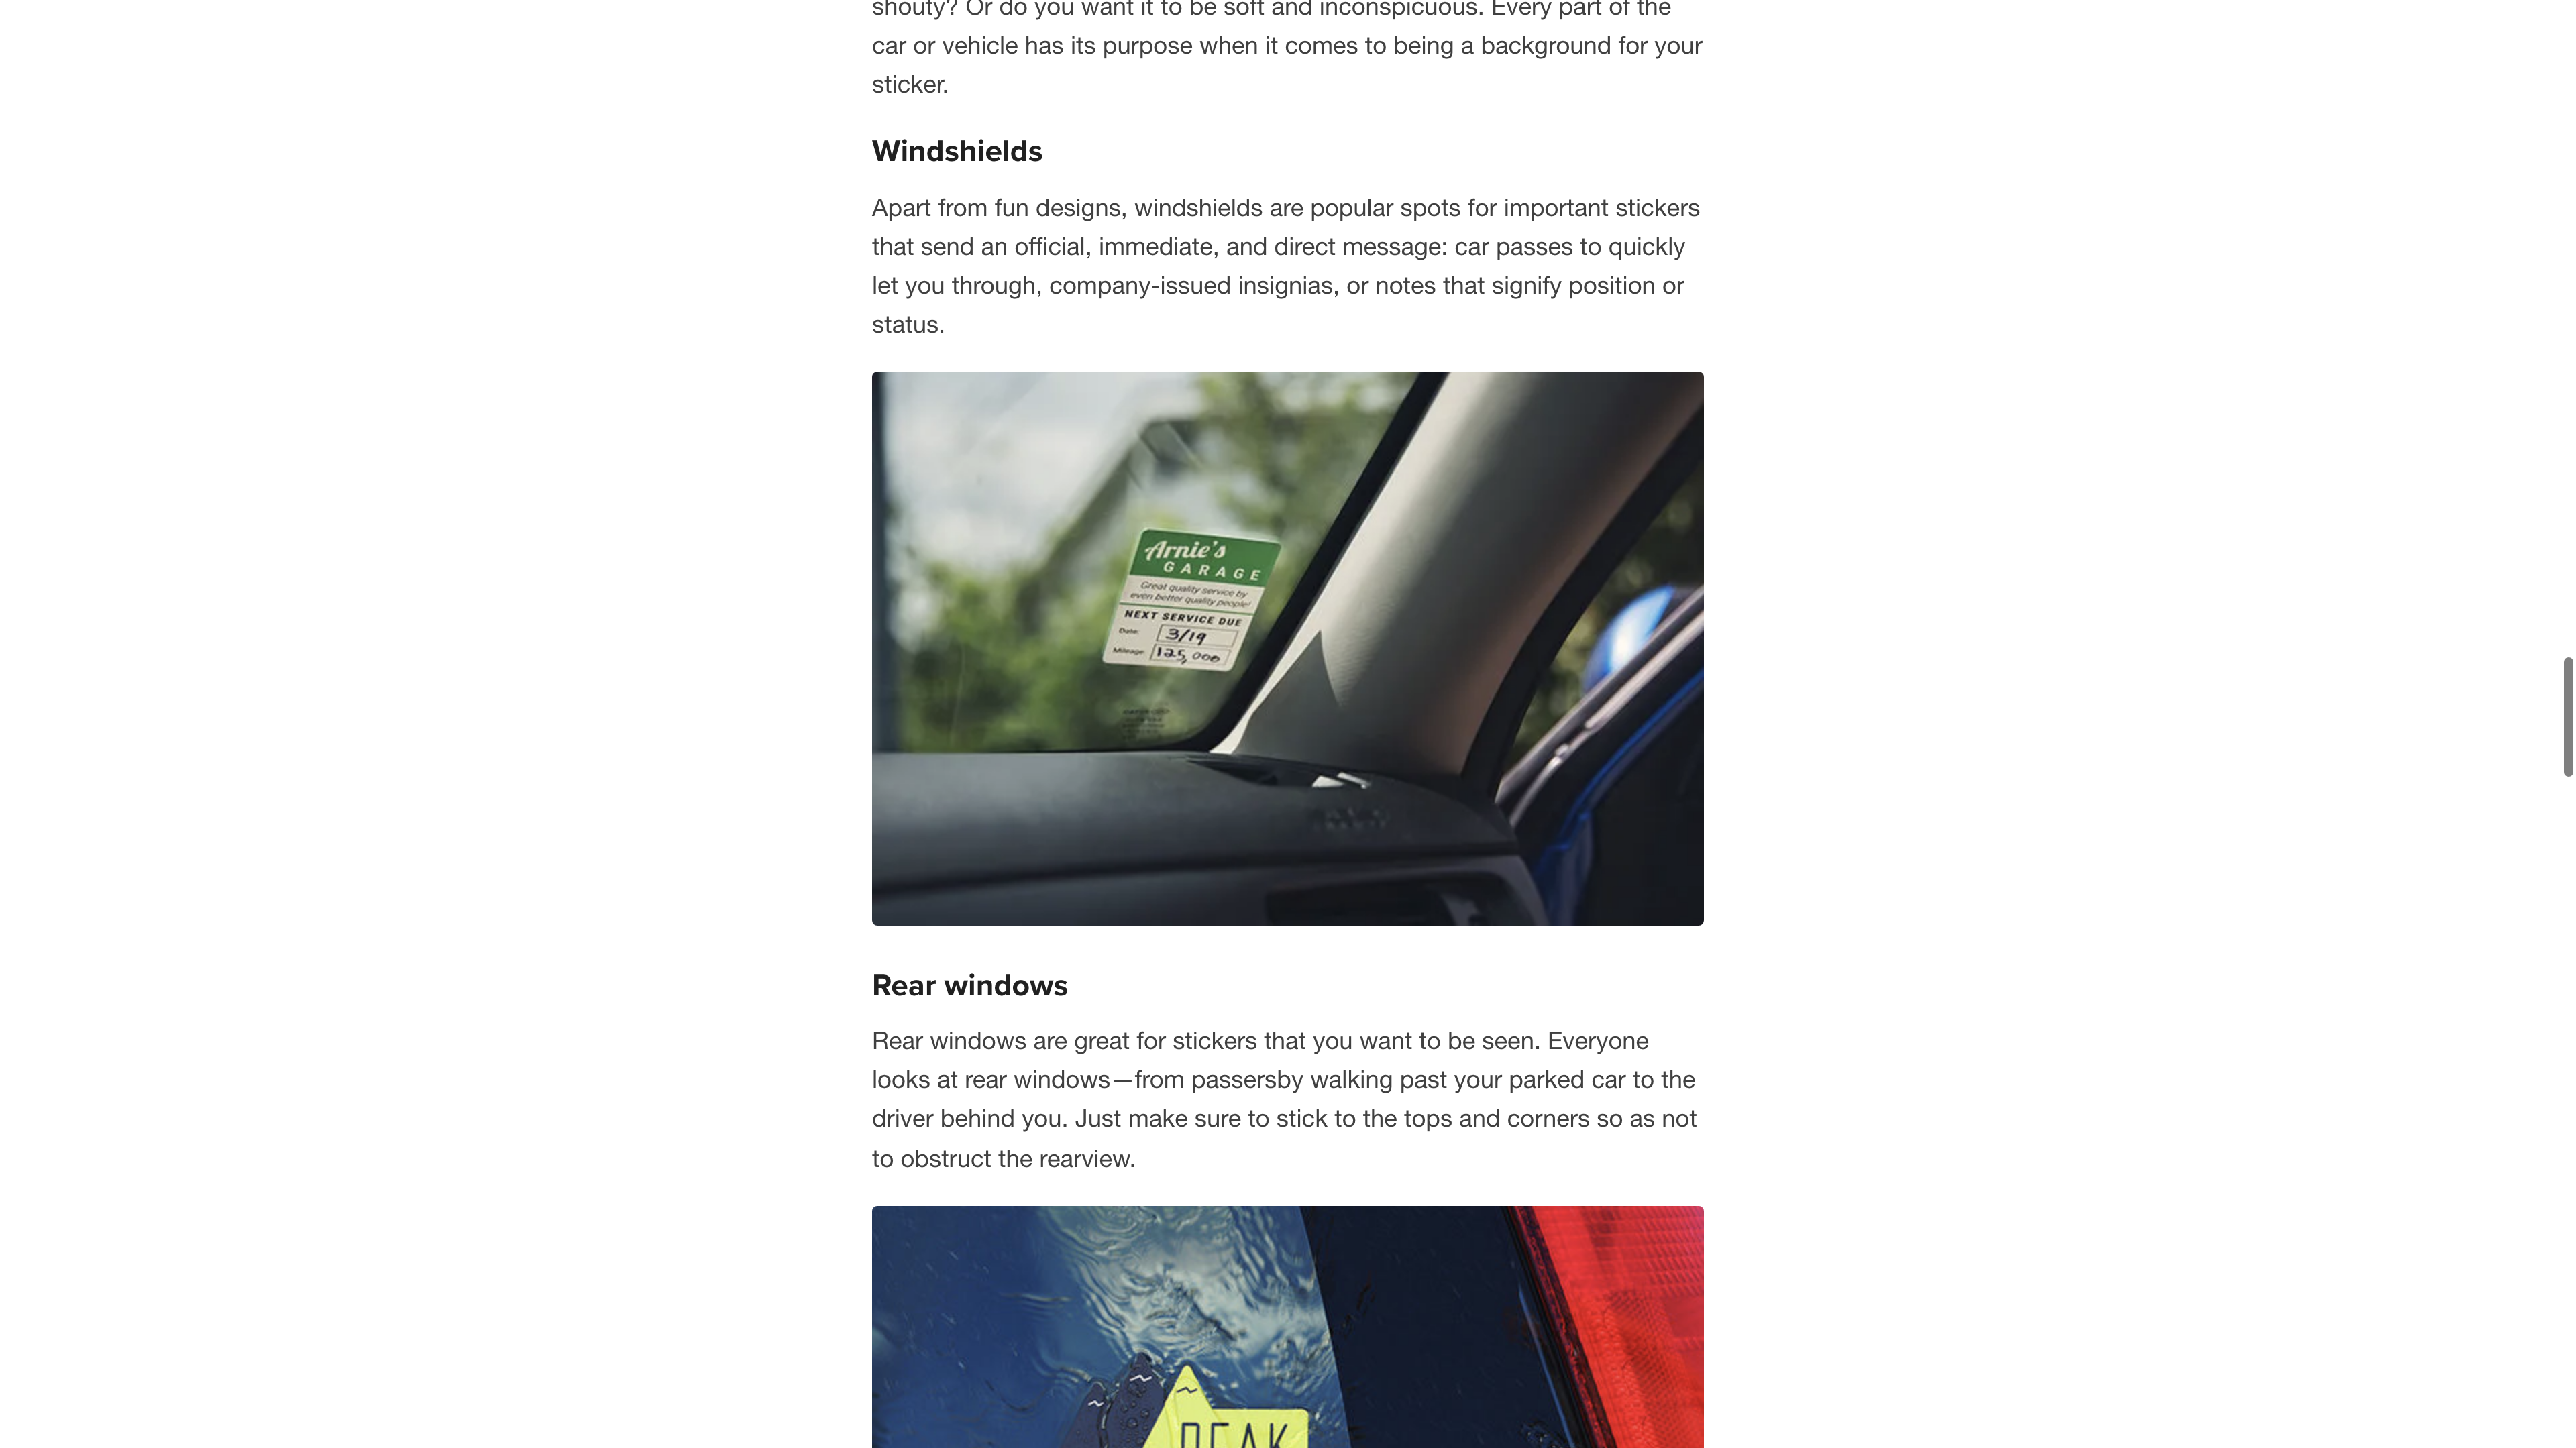 shouty? Or do you want it to be soft and inconspicuous. Every part of the
car or vehicle has its purpose when it comes to being a background for your
sticker.
Windshields
Apart from fun designs, windshields are popular spots for important stickers
that send an official, immediate, and direct message: car passes to quickly
let you through, company-issued insignias, or notes that signify position or
status.
Arnie's
GARAGE
Great quality service by
even better quality people!
NEXT SERVICE DUE
Date: 3/19
Mileage: 125,000
Rear windows
Rear windows are great for stickers that you want to be seen. Everyone
looks at rear windows—from passersby walking past your parked car to the
driver behind you. Just make sure to stick to the tops and corners so as not
to obstruct the rearview.
PEAK